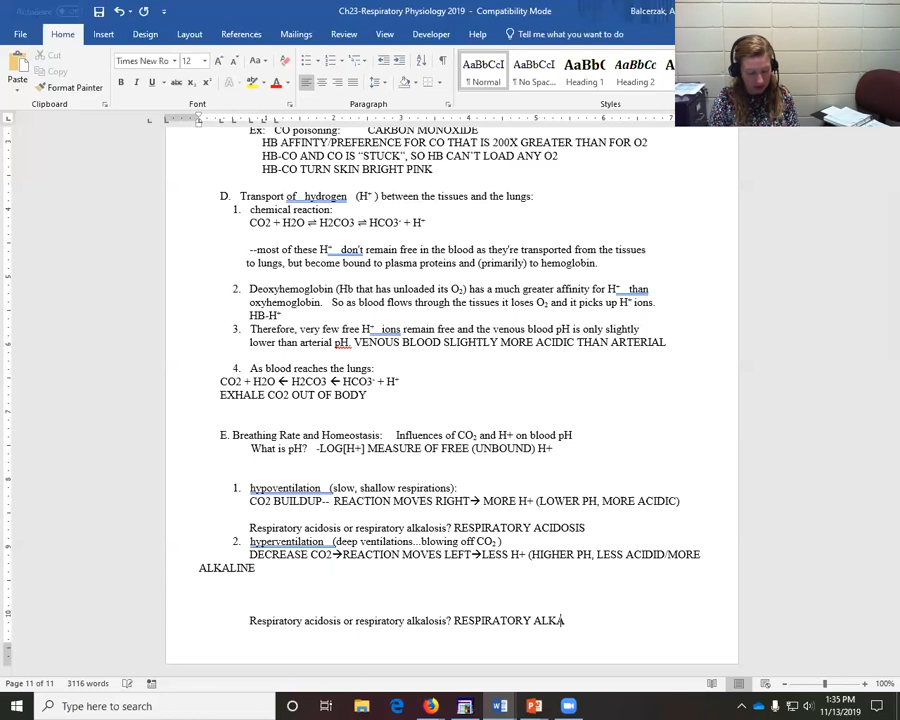 AutoSave
Ch23-Respiratory Physiology 2019 - Compatibility Mode
Balcerzak, A
File Home Insert Design Layout References Mailings Review View Developer Help Tell me what you want to do
Paste
Cut
Copy
Format Painter
Clipboard
Times New Ro 12
Font
Paragraph
AaBbCcI AaBbCcI AaBbC AaBbCcI
¶ Normal ¶ No Spac... Heading 1 Heading 2
Styles
Ex: CO poisoning: CARBON MONOXIDE
HB AFFINTY/PREFERENCE FOR CO THAT IS 200X GREATER THAN FOR O2
HB-CO AND CO IS “STUCK”, SO HB CAN’T LOAD ANY O2
HB-CO TURN SKIN BRIGHT PINK
D. Transport of hydrogen (H⁺ ) between the tissues and the lungs:
1. chemical reaction:
CO2 + H2O ⇌ H2CO3 ⇌ HCO3⁻ + H⁺
--most of these H⁺ don't remain free in the blood as they're transported from the tissues
to lungs, but become bound to plasma proteins and (primarily) to hemoglobin.
2. Deoxyhemoglobin (Hb that has unloaded its O₂) has a much greater affinity for H⁺ than
oxyhemoglobin. So as blood flows through the tissues it loses O₂ and it picks up H⁺ ions.
HB-H⁺
3. Therefore, very few free H⁺ ions remain free and the venous blood pH is only slightly
lower than arterial pH. VENOUS BLOOD SLIGHTLY MORE ACIDIC THAN ARTERIAL
4. As blood reaches the lungs:
CO2 + H2O ← H2CO3 ← HCO3⁻ + H⁺
EXHALE CO2 OUT OF BODY
E. Breathing Rate and Homeostasis: Influences of CO₂ and H+ on blood pH
What is pH? -LOG[H+] MEASURE OF FREE (UNBOUND) H+
1. hypoventilation (slow, shallow respirations):
CO2 BUILDUP-- REACTION MOVES RIGHT→ MORE H+ (LOWER PH, MORE ACIDIC)
Respiratory acidosis or respiratory alkalosis? RESPIRATORY ACIDOSIS
2. hyperventilation (deep ventilations...blowing off CO₂ )
DECREASE CO2→REACTION MOVES LEFT→LESS H+ (HIGHER PH, LESS ACIDID/MORE
ALKALINE
Respiratory acidosis or respiratory alkalosis? RESPIRATORY ALKA
Page 11 of 11 3116 words 100%
Type here to search
1:35 PM
11/13/2019